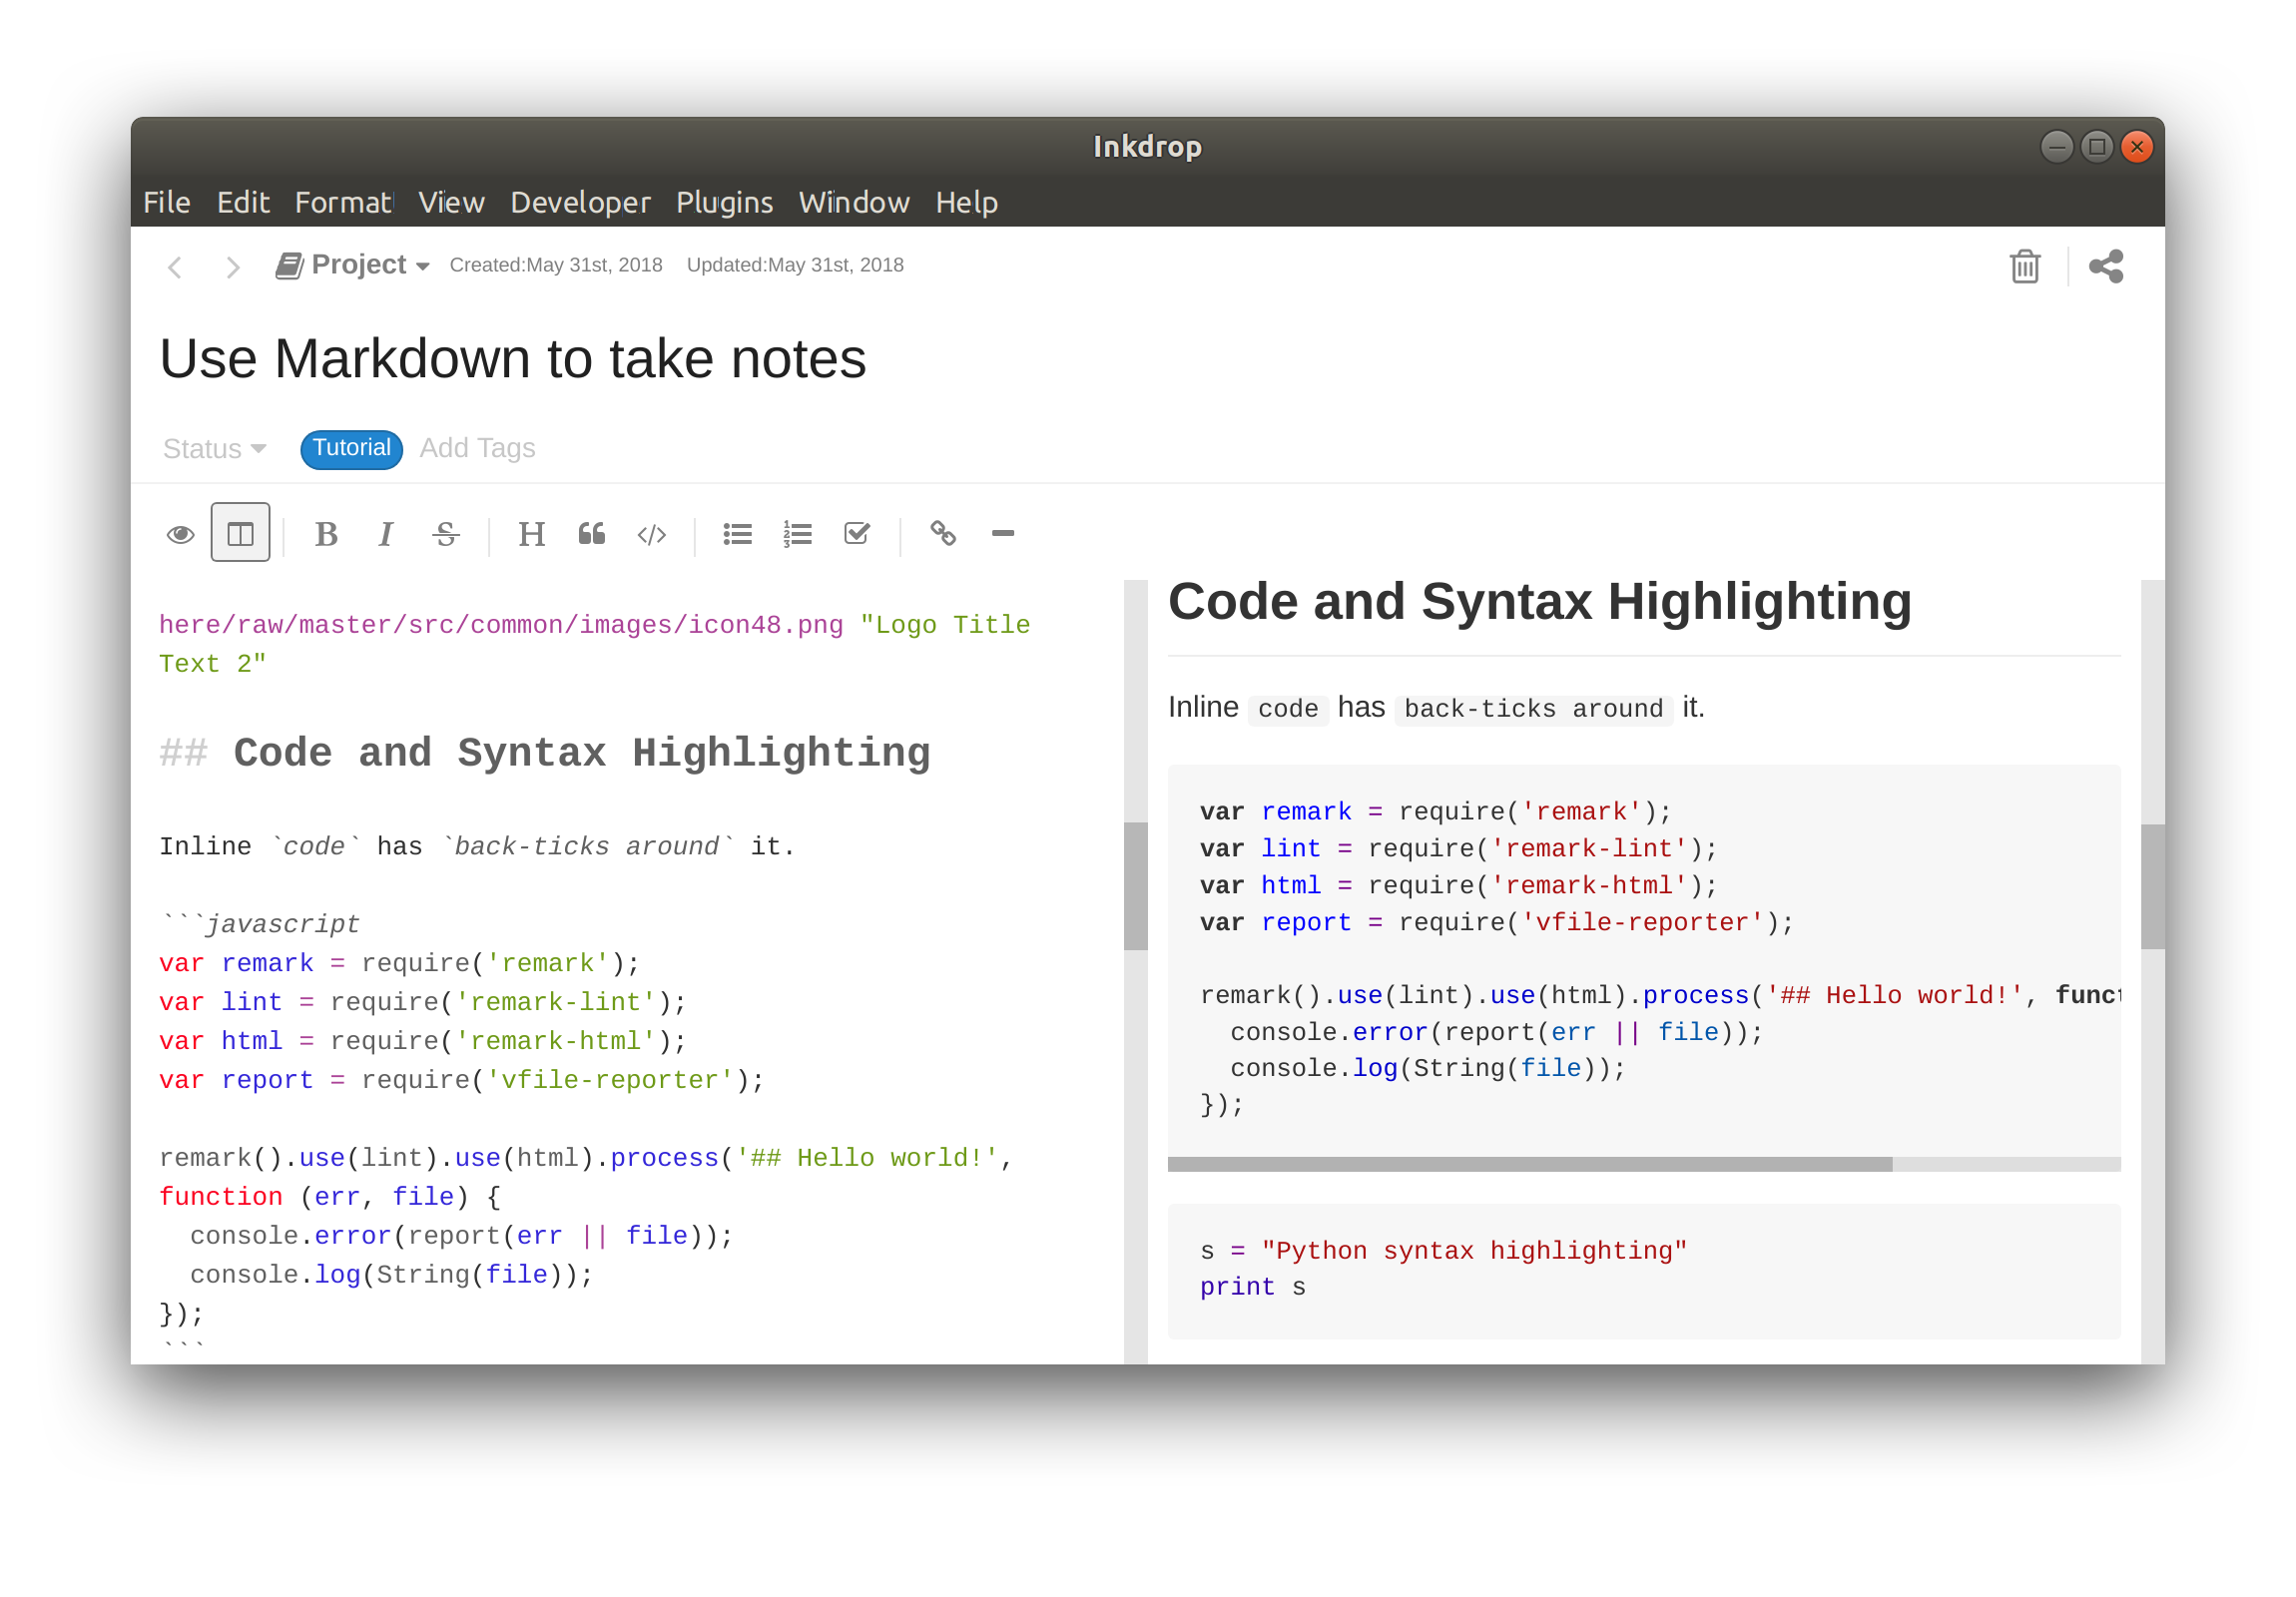 Inkdrop
File Edit Format View Developer Plugins Window Help
Project Created:May 31st, 2018 Updated:May 31st, 2018
Use Markdown to take notes
Status Tutorial Add Tags
here/raw/master/src/common/images/icon48.png "Logo Title
Text 2"
## Code and Syntax Highlighting
Inline `code` has `back-ticks around` it.
```javascript
var remark = require('remark');
var lint = require('remark-lint');
var html = require('remark-html');
var report = require('vfile-reporter');
remark().use(lint).use(html).process('## Hello world!',
function (err, file) {
  console.error(report(err || file));
  console.log(String(file));
});
```
Code and Syntax Highlighting
Inline code has back-ticks around it.
var remark = require('remark');
var lint = require('remark-lint');
var html = require('remark-html');
var report = require('vfile-reporter');
remark().use(lint).use(html).process('## Hello world!', funct
  console.error(report(err || file));
  console.log(String(file));
});
s = "Python syntax highlighting"
print s